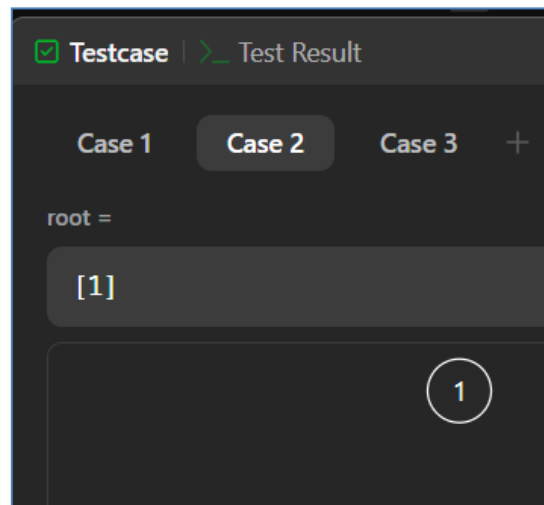 Testcase | >_ Test Result
Case 1 Case 2 Case 3 +
root =
[1]
1